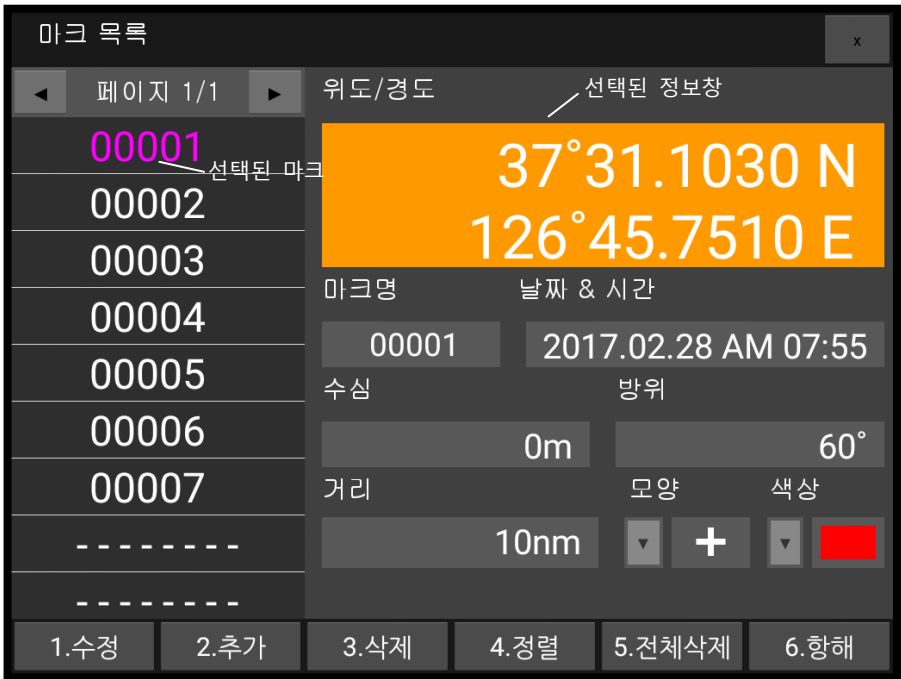 마크 목록
x
◄ 페이지 1/1 ►
00001
선택된 마크
00002
00003
00004
00005
00006
00007
--------
--------
위도/경도
선택된 정보창
37°31.1030 N
126°45.7510 E
마크명 날짜 & 시간
00001 2017.02.28 AM 07:55
수심 방위
0m 60°
거리 모양 색상
10nm ▼ + ▼
1.수정 2.추가 3.삭제 4.정렬 5.전체삭제 6.항해